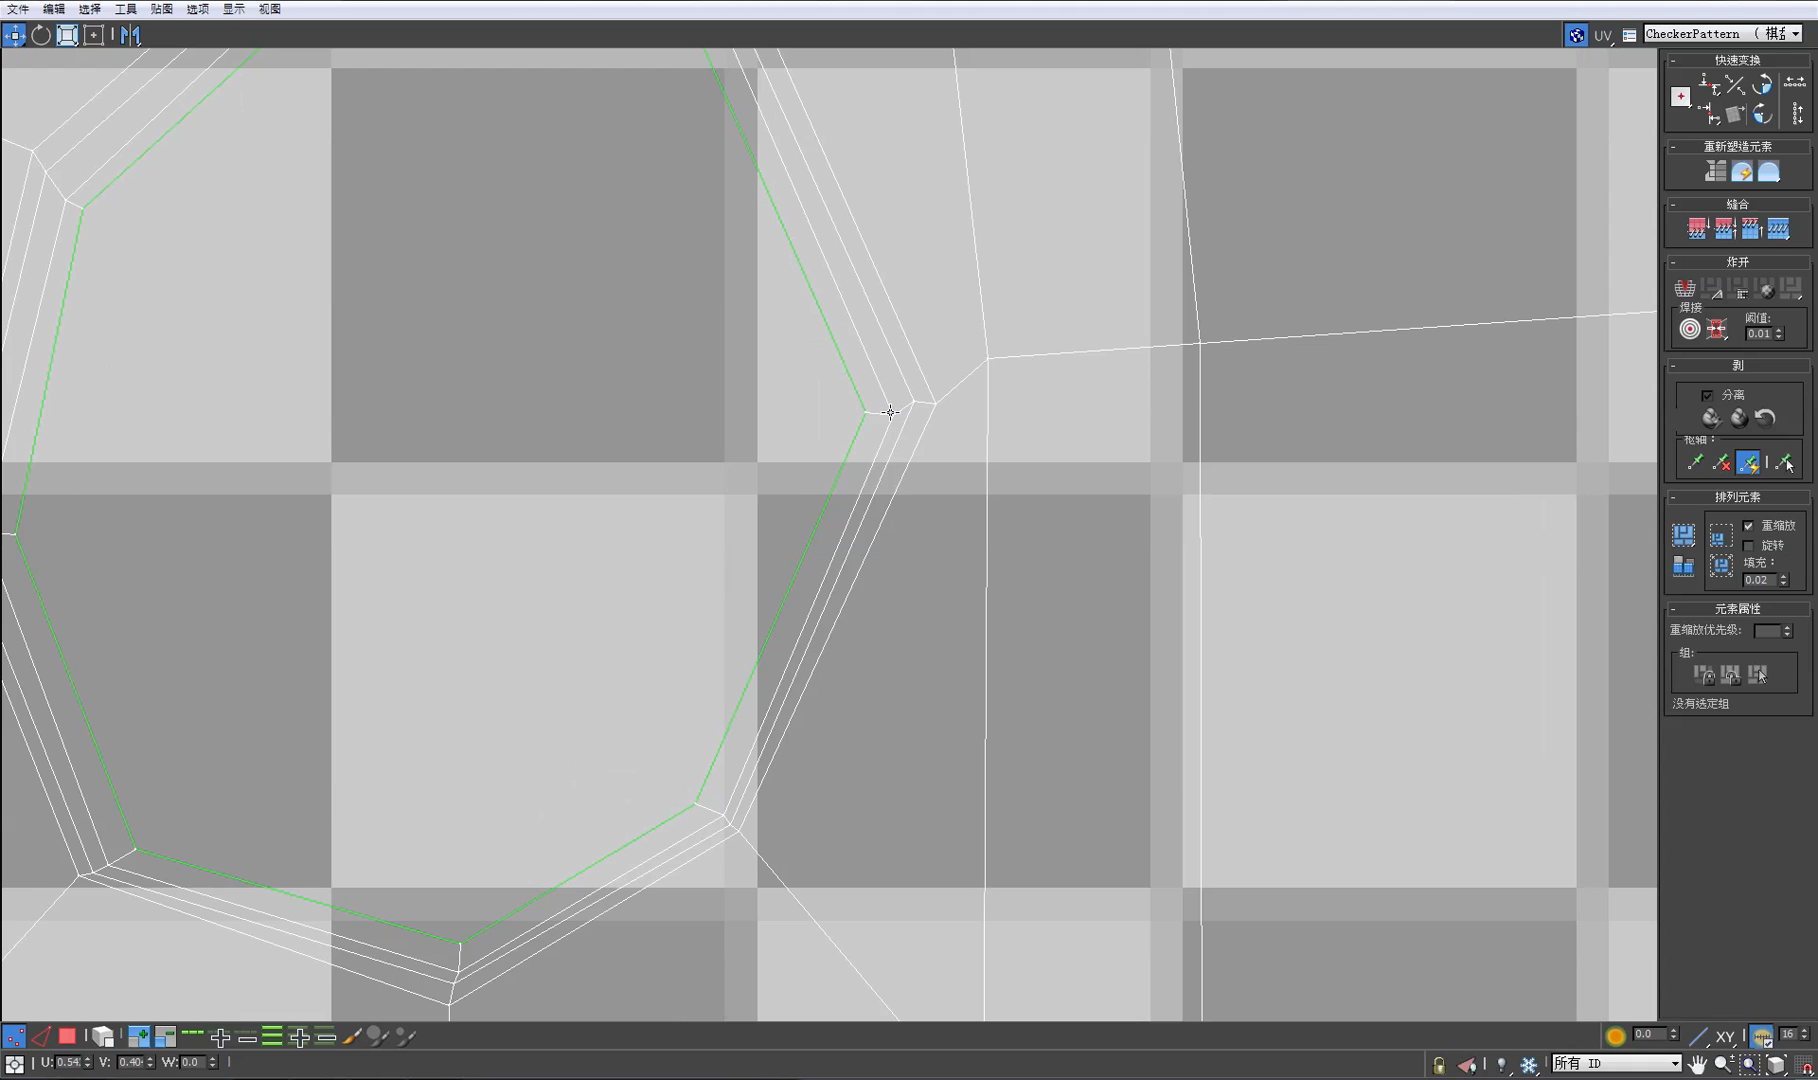 文件 编辑 选择 工具 贴图 选项 显示 视图
UV CheckerPattern （ 棋盘
快速变换
重新塑造元素
缝合
炸开
焊接 阈值:
0.01
剥
分离
枢轴：
排列元素
重缩放
旋转
填充：
0.02
元素属性
重缩放优先级:
组:
没有选定组
0.0 XY 16
U: 0.54 V: 0.40 W: 0.0 所有 ID